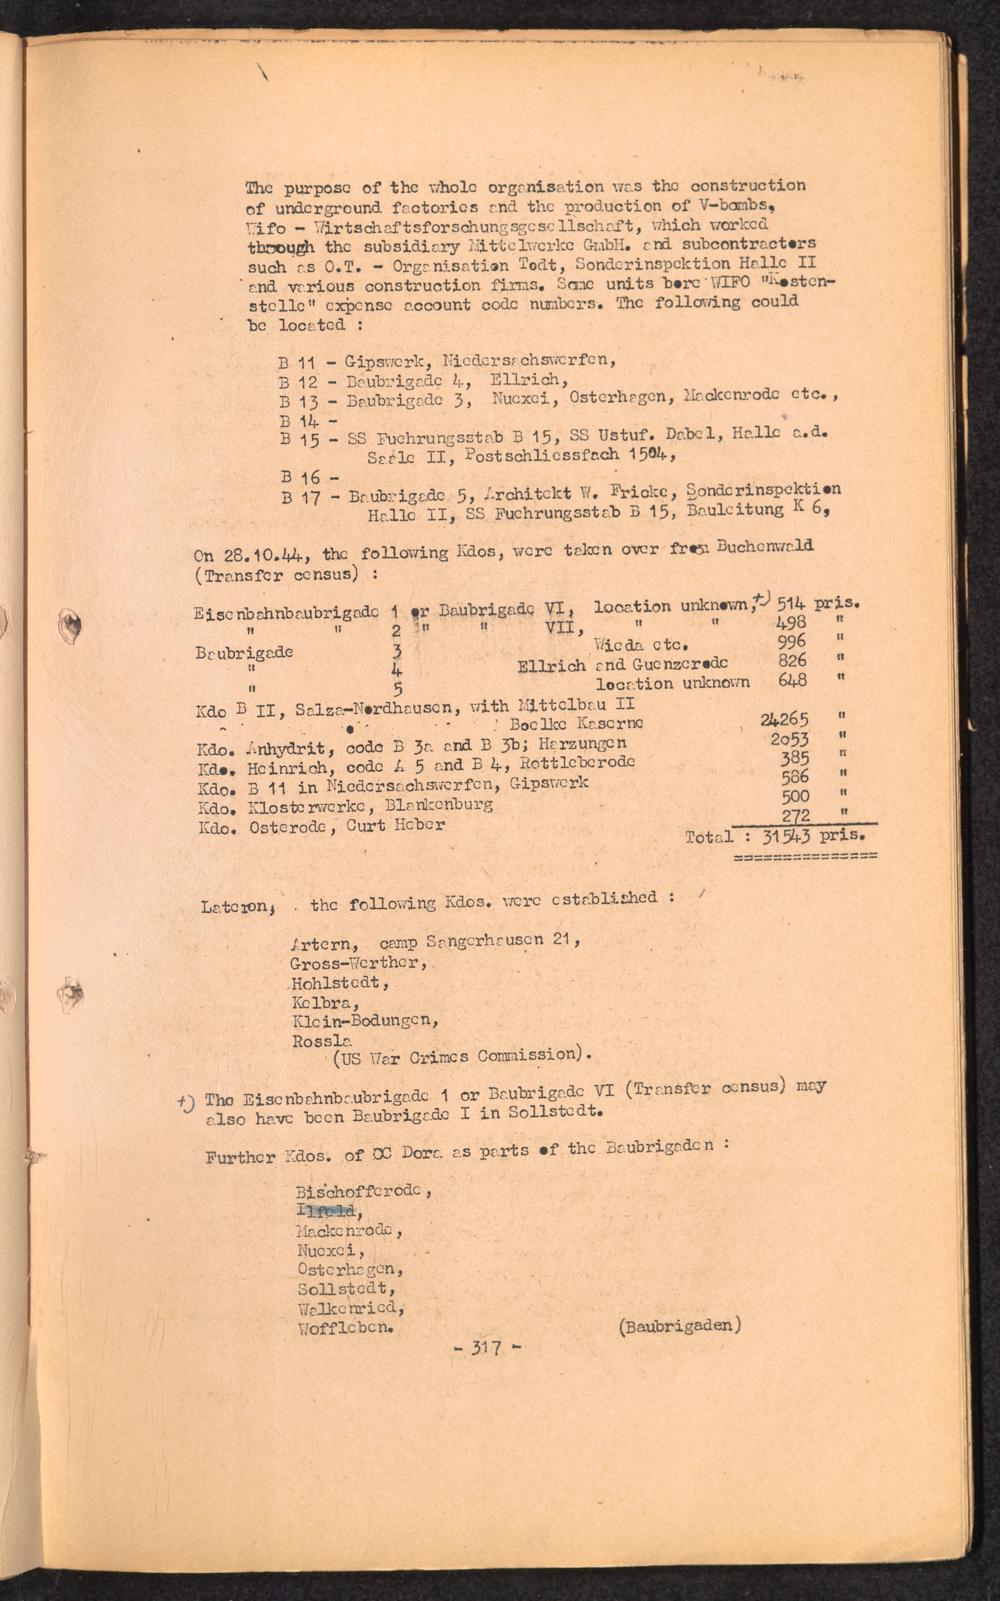 The purpose of the whole organisation was the construction
of underground factories and the production of V-bombs,
Wifo - Wirtschaftsforschungsgesellschaft, which worked
through the subsidiary Mittelwerke GmbH. and subcontractors
such as O.T. - Organisation Todt, Sonderinspektion Halle II
and various construction firms. Some units bore WIFO "Kosten-
stelle" expense account code numbers. The following could
be located :
B 11 - Gipswerk, Niedersachswerfen,
B 12 - Baubrigade 4, Ellrich,
B 13 - Baubrigade 3, Nuexei, Osterhagen, Mackenrode etc.,
B 14 -
B 15 - SS Fuehrungsstab B 15, SS Ustuf. Dabel, Halle a.d.
Saale II, Postschliessfach 1504,
B 16 -
B 17 - Baubrigade 5, Architekt W. Fricke, Sonderinspektion
Halle II, SS Fuehrungsstab B 15, Bauleitung K 6,
On 28.10.44, the following Kdos, were taken over from Buchenwald
(Transfer census) :
Eisenbahnbaubrigade 1 or Baubrigade VI, location unknown,+) 514 pris.
" " 2 " " VII, " " 498 "
Baubrigade 3 Wieda etc. 996 "
" 4 Ellrich and Guenzerode 826 "
" 5 location unknown 648 "
Kdo B II, Salza-Nordhausen, with Mittelbau II
Boelke Kaserne 24265 "
Kdo. Anhydrit, code B 3a and B 3b; Harzungen 2053 "
Kdo. Heinrich, code A 5 and B 4, Rottleberode 385 "
Kdo. B 11 in Niedersachswerfen, Gipswerk 586 "
Kdo. Klosterwerke, Blankenburg 500 "
Kdo. Osterode, Curt Heber 272 "
Total : 31543 pris.
===============
Lateron, . the following Kdos. were established :
Artern, camp Sangerhausen 21,
Gross-Werther,
Hohlstedt,
Kelbra,
Klein-Bodungen,
Rossla
(US War Crimes Commission).
+) The Eisenbahnbaubrigade 1 or Baubrigade VI (Transfer census) may
also have been Baubrigade I in Sollstedt.
Further Kdos. of CC Dora as parts of the Baubrigaden :
Bischofferode,
Ilfeld,
Mackenrode,
Nuexei,
Osterhagen,
Sollstedt,
Walkenried,
Woffleben. (Baubrigaden)
- 317 -